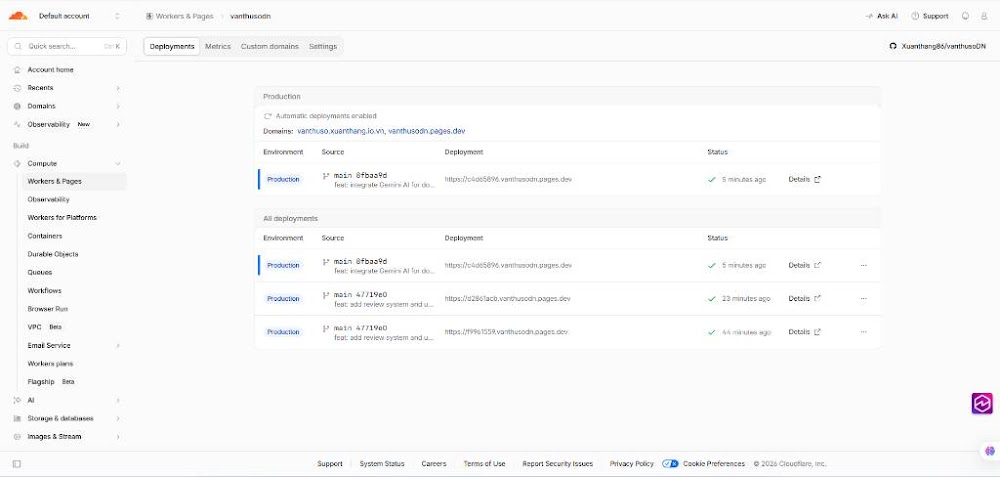 Default account
Workers & Pages > vanthusodn
Ask AI
Support
Quick search... Ctrl K
Deployments Metrics Custom domains Settings
Xuanthang86/vanthusoDN
Account home
Recents
Domains
Observability New
Build
Compute
Workers & Pages
Observability
Workers for Platforms
Containers
Durable Objects
Queues
Workflows
Browser Run
VPC Beta
Email Service
Workers plans
Flagship Beta
AI
Storage & databases
Images & Stream
Production
Automatic deployments enabled
Domains: vanthuso.xuanthang.io.vn, vanthusodn.pages.dev
Environment Source Deployment Status
Production main 8fbaa9d https://c4d65896.vanthusodn.pages.dev 5 minutes ago Details
feat: integrate Gemini AI for do...
All deployments
Environment Source Deployment Status
Production main 8fbaa9d https://c4d65896.vanthusodn.pages.dev 5 minutes ago Details ...
feat: integrate Gemini AI for do...
Production main 47719e0 https://d2861acb.vanthusodn.pages.dev 23 minutes ago Details ...
feat: add review system and u...
Production main 47719e0 https://f9961559.vanthusodn.pages.dev 44 minutes ago Details ...
feat: add review system and u...
Support System Status Careers Terms of Use Report Security Issues Privacy Policy Cookie Preferences © 2026 Cloudflare, Inc.